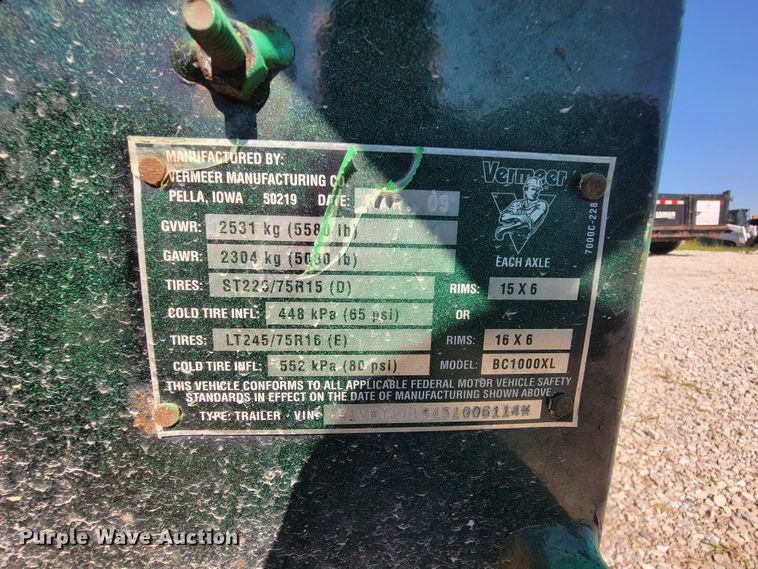 MANUFACTURED BY:
VERMEER MANUFACTURING CO.
PELLA, IOWA 50219 DATE: MAR. 09
Vermeer
7000C-228
GVWR: 2531 kg (5580 lb)
GAWR: 2304 kg (5080 lb) EACH AXLE
TIRES: ST225/75R15 (D) RIMS: 15 X 6
COLD TIRE INFL: 448 kPa (65 psi) OR
TIRES: LT245/75R16 (E) RIMS: 16 X 6
COLD TIRE INFL: 552 kPa (80 psi) MODEL: BC1000XL
THIS VEHICLE CONFORMS TO ALL APPLICABLE FEDERAL MOTOR VEHICLE SAFETY
STANDARDS IN EFFECT ON THE DATE OF MANUFACTURING SHOWN ABOVE.
TYPE: TRAILER - VIN:
Purple Wave Auction